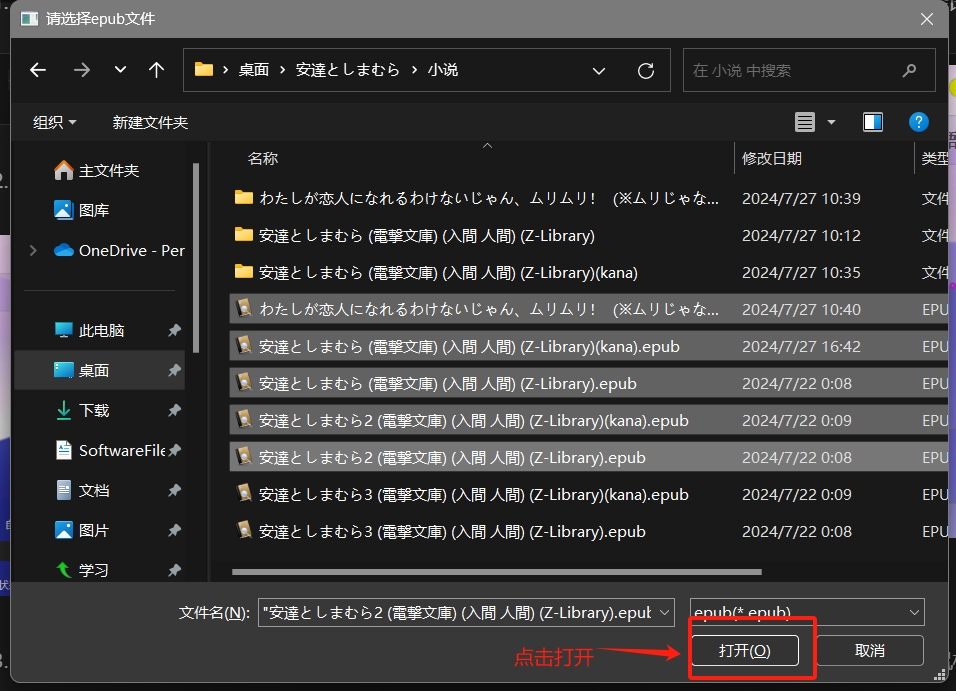 请选择epub文件
桌面 › 安達としまむら › 小说
在 小说 中搜索
组织
新建文件夹
名称
修改日期
类型
主文件夹
图库
OneDrive - Per
此电脑
桌面
下载
SoftwareFile
文档
图片
学习
わたしが恋人になれるわけないじゃん、ムリムリ！ （※ムリじゃな... 2024/7/27 10:39 文件
安達としまむら (電撃文庫) (入間 人間) (Z-Library) 2024/7/27 10:12 文件
安達としまむら (電撃文庫) (入間 人間) (Z-Library)(kana) 2024/7/27 10:35 文件
わたしが恋人になれるわけないじゃん、ムリムリ！ （※ムリじゃな... 2024/7/27 10:40 EPU
安達としまむら (電撃文庫) (入間 人間) (Z-Library)(kana).epub 2024/7/27 16:42 EPU
安達としまむら (電撃文庫) (入間 人間) (Z-Library).epub 2024/7/22 0:08 EPU
安達としまむら2 (電撃文庫) (入間 人間) (Z-Library)(kana).epub 2024/7/22 0:09 EPU
安達としまむら2 (電撃文庫) (入間 人間) (Z-Library).epub 2024/7/22 0:08 EPU
安達としまむら3 (電撃文庫) (入間 人間) (Z-Library)(kana).epub 2024/7/22 0:09 EPU
安達としまむら3 (電撃文庫) (入間 人間) (Z-Library).epub 2024/7/22 0:08 EPU
文件名(N): "安達としまむら2 (電撃文庫) (入間 人間) (Z-Library).epub
epub(*.epub)
点击打开
打开(O)
取消